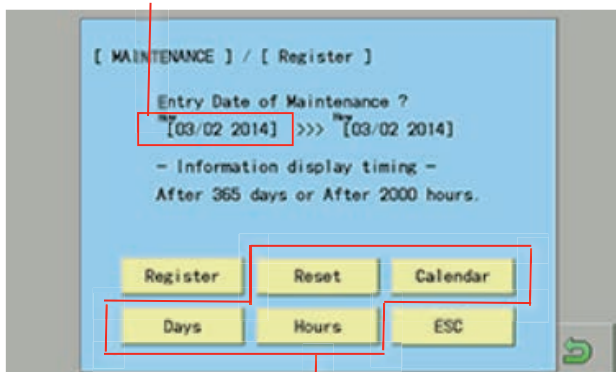 [ MAINTENANCE ] / [ Register ]
Entry Date of Maintenance ?
[03/02 2014] >>> [03/02 2014]
- Information display timing -
After 365 days or After 2000 hours.
Register Reset Calendar
Days Hours ESC